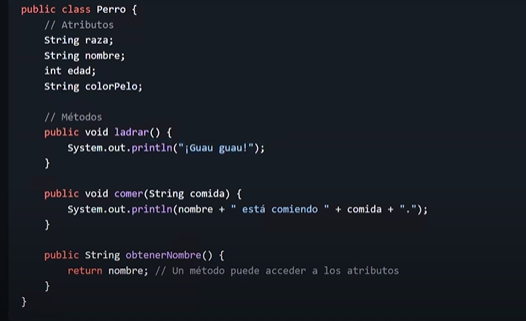 public class Perro {
// Atributos
String raza;
String nombre;
int edad;
String colorPelo;
// Métodos
public void ladrar() {
System.out.println("¡Guau guau!");
}
public void comer(String comida) {
System.out.println(nombre + " está comiendo " + comida + ".");
}
public String obtenerNombre() {
return nombre; // Un método puede acceder a los atributos
}
}